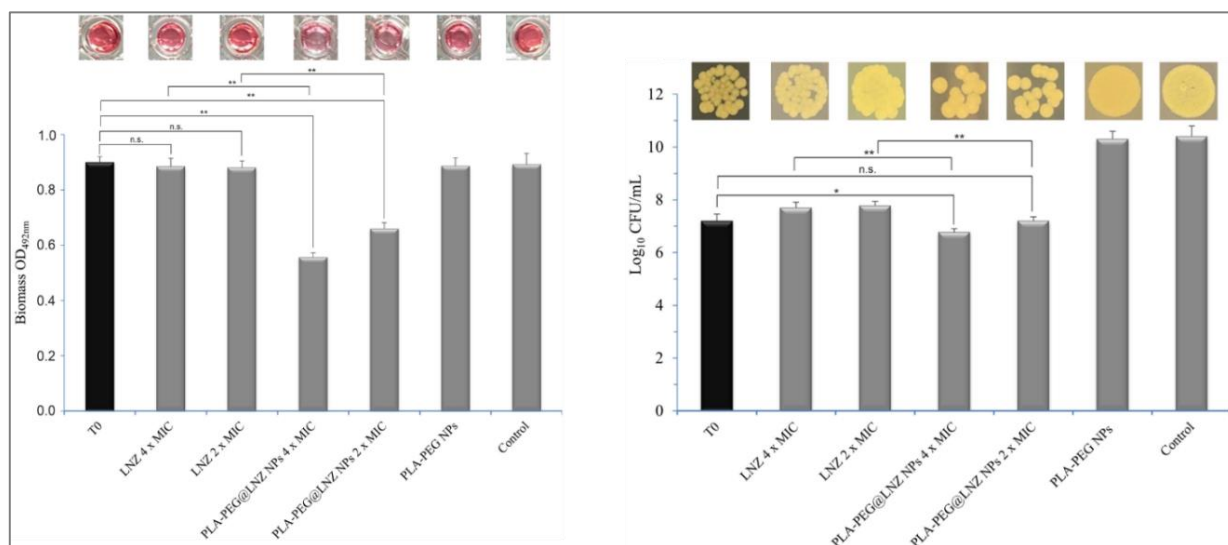 **
**
**
**
**
n.s.
n.s.
1.0
0.8
0.6
0.4
0.2
0.0
Biomass OD492nm
T0
LNZ 4 x MIC
LNZ 2 x MIC
PLA-PEG@LNZ NPs 4 x MIC
PLA-PEG@LNZ NPs 2 x MIC
PLA-PEG NPs
Control
**
**
n.s.
*
12
10
8
6
4
2
0
Log10 CFU/mL
T0
LNZ 4 x MIC
LNZ 2 x MIC
PLA-PEG@LNZ NPs 4 x MIC
PLA-PEG@LNZ NPs 2 x MIC
PLA-PEG NPs
Control